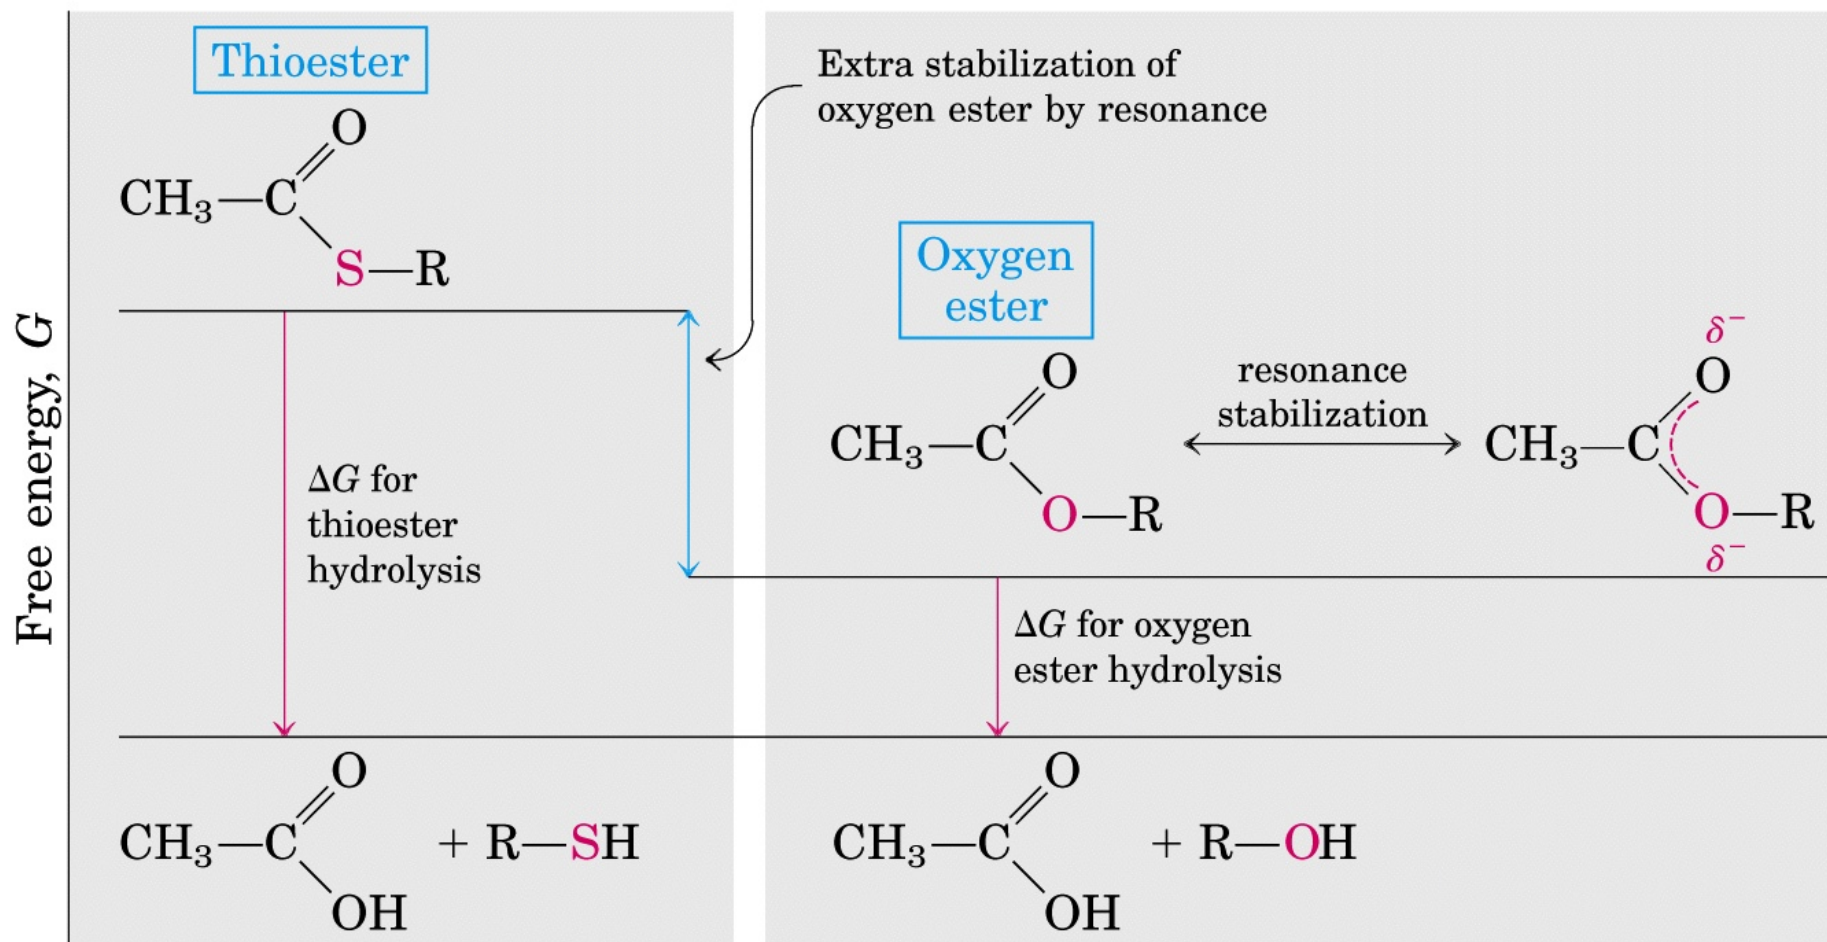 Free energy, G
Thioester
O
CH₃—C
S—R
ΔG for
thioester
hydrolysis
O
CH₃—C
+ R—SH
OH
Extra stabilization of
oxygen ester by resonance
Oxygen
ester
O
CH₃—C
O—R
resonance
stabilization
δ⁻
O
CH₃—C
O—R
δ⁻
ΔG for oxygen
ester hydrolysis
O
CH₃—C
+ R—OH
OH